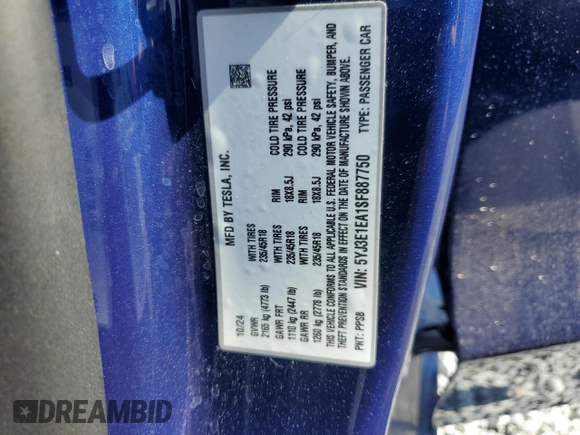 MFD BY TESLA, INC.
10/24
GVWR
2165 kg (4773 lb)
GAWR FRT
1110 kg (2447 lb)
GAWR RR
1260 kg (2778 lb)
WITH TIRES
235/45R18
WITH TIRES
235/45R18
WITH TIRES
235/45R18
RIM
18X8.5J
RIM
18X8.5J
COLD TIRE PRESSURE
290 kPa, 42 psi
COLD TIRE PRESSURE
290 kPa, 42 psi
THIS VEHICLE CONFORMS TO ALL APPLICABLE U.S. FEDERAL MOTOR VEHICLE SAFETY, BUMPER, AND
THEFT PREVENTION STANDARDS IN EFFECT ON THE DATE OF MANUFACTURE SHOWN ABOVE.
VIN: 5YJ3E1EA1SF887750
PNT: PPSB
TYPE: PASSENGER CAR
DREAMBID